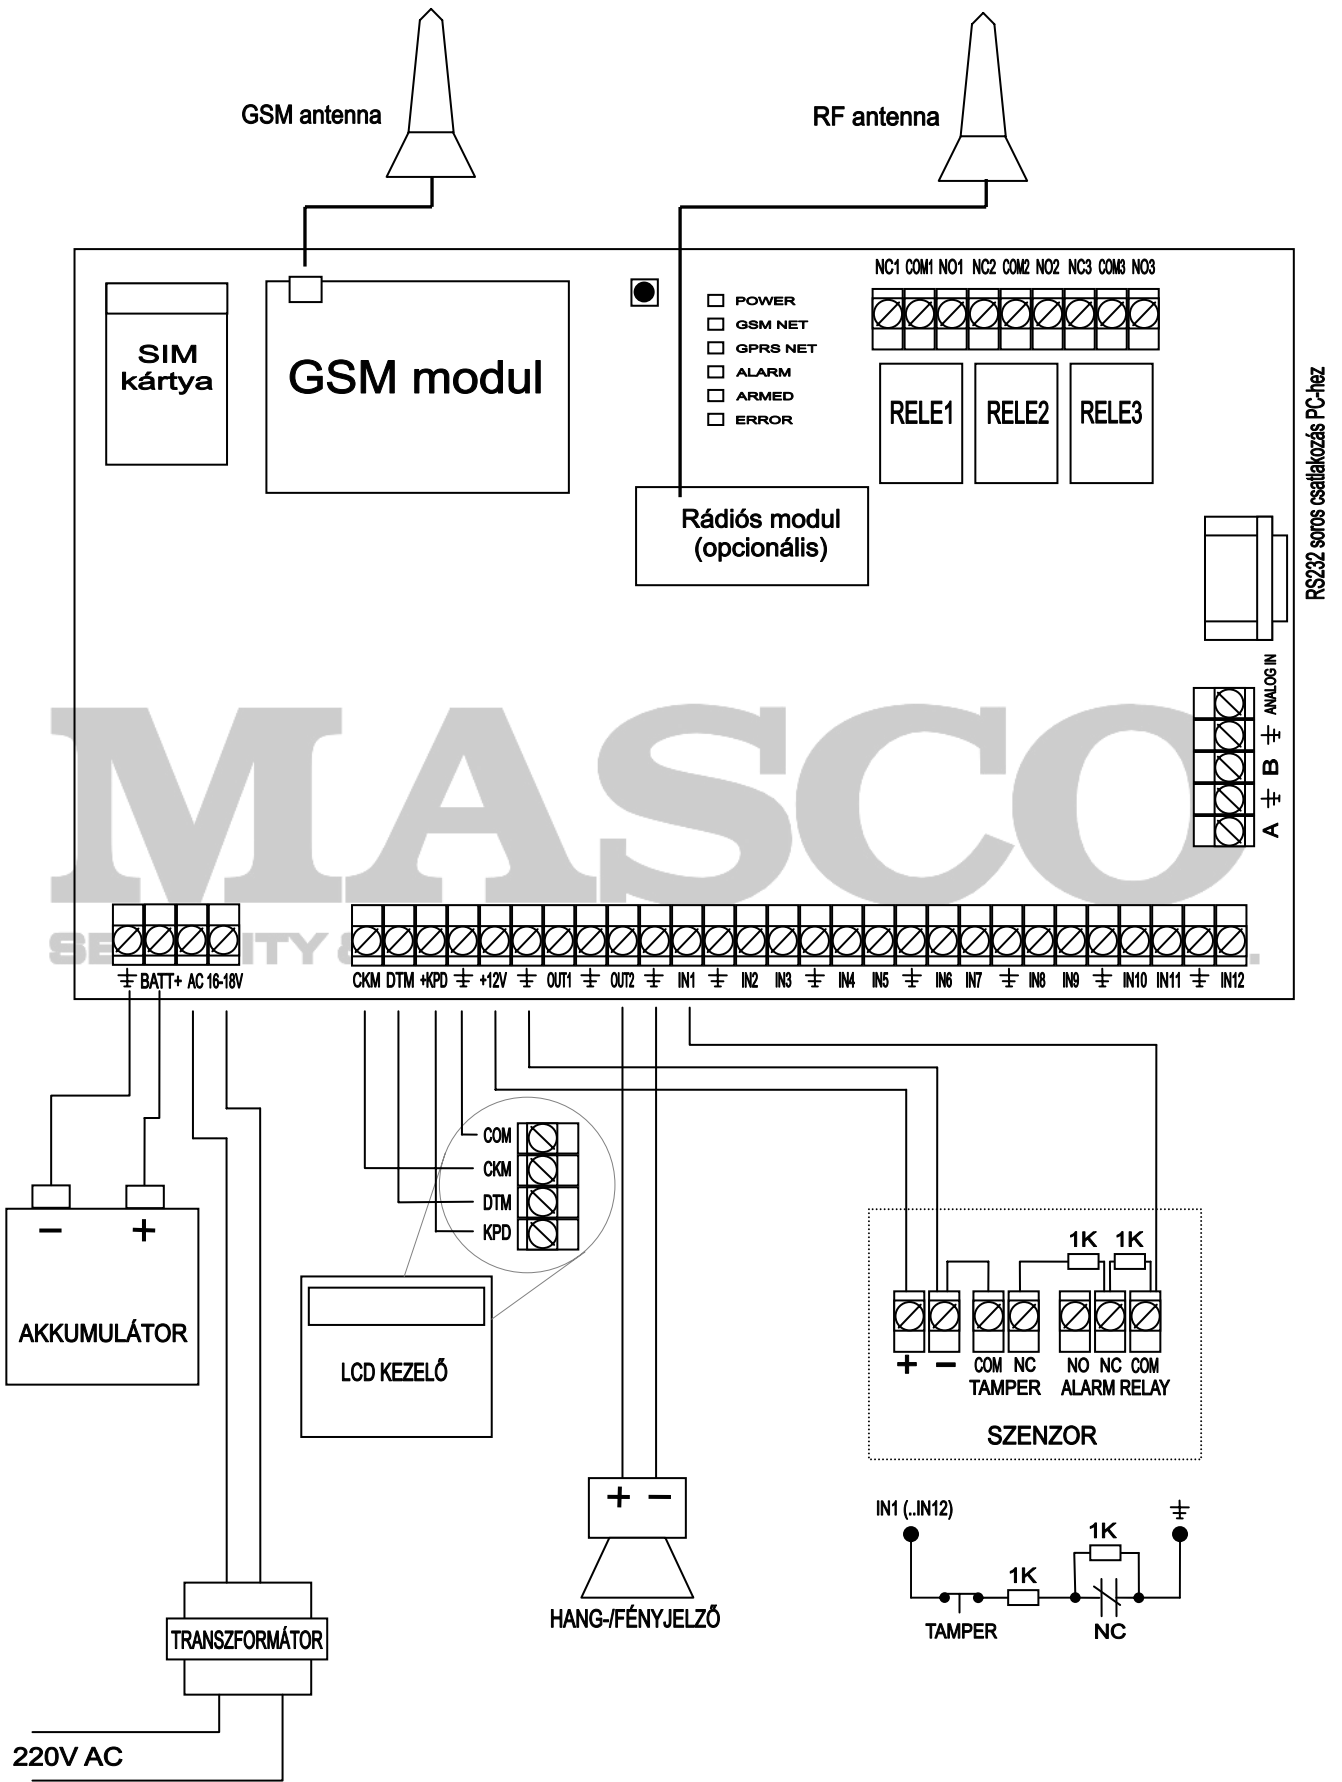 GSM antenna
RF antenna
NC1 COM1 NO1 NC2 COM2 NO2 NC3 COM3 NO3
SIM
kártya
GSM modul
POWER
GSM NET
GPRS NET
ALARM
ARMED
ERROR
RELE1 RELE2 RELE3
Rádiós modul
(opcionális)
RS232 soros csatlakozás PC-hez
ANALOG IN
B
A
MASCO
BATT+ AC 16-18V
CKM DTM +KPD +12V OUT1 OUT2 IN1 IN2 IN3 IN4 IN5 IN6 IN7 IN8 IN9 IN10 IN11 IN12
COM
CKM
DTM
KPD
− +
AKKUMULÁTOR
LCD KEZELŐ
1K 1K
+ − COM NC NO NC COM
TAMPER ALARM RELAY
SZENZOR
+ −
HANG-/FÉNYJELZŐ
IN1 (..IN12)
1K
1K
TAMPER
NC
TRANSZFORMÁTOR
220V AC